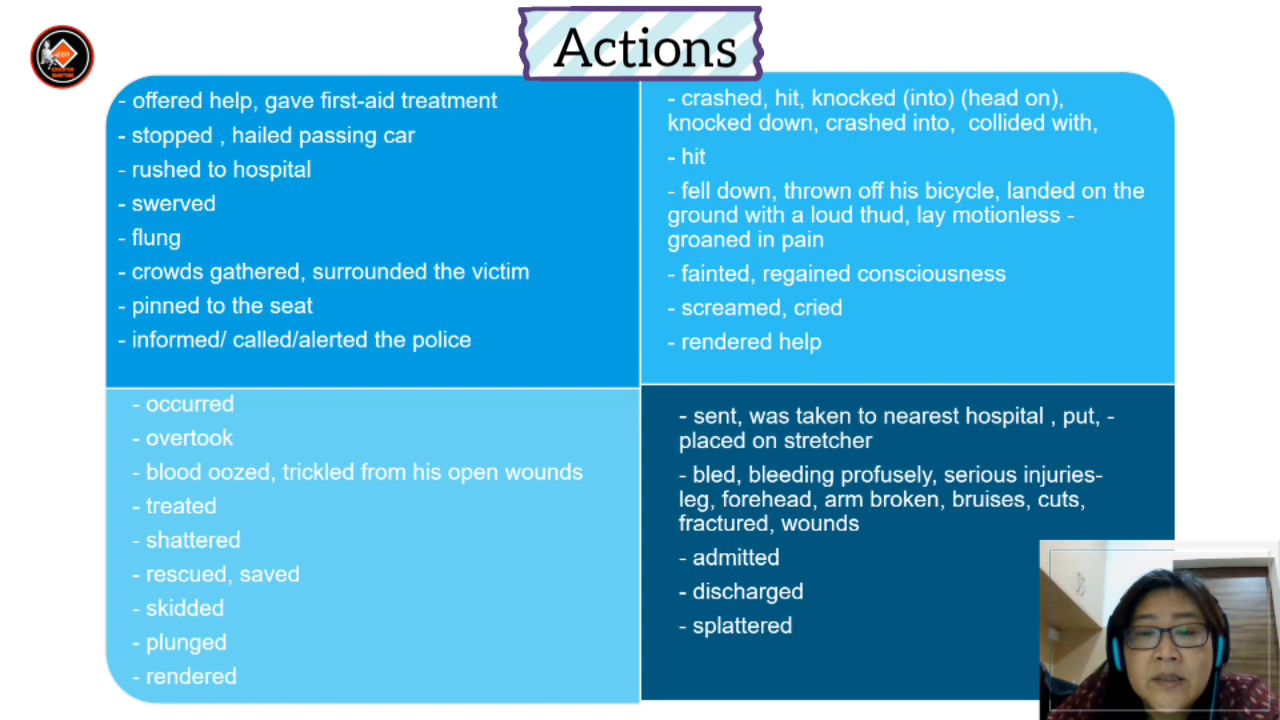 Actions
- offered help, gave first-aid treatment
- stopped , hailed passing car
- rushed to hospital
- swerved
- flung
- crowds gathered, surrounded the victim
- pinned to the seat
- informed/ called/alerted the police
- crashed, hit, knocked (into) (head on),
knocked down, crashed into, collided with,
- hit
- fell down, thrown off his bicycle, landed on the
ground with a loud thud, lay motionless -
groaned in pain
- fainted, regained consciousness
- screamed, cried
- rendered help
- occurred
- overtook
- blood oozed, trickled from his open wounds
- treated
- shattered
- rescued, saved
- skidded
- plunged
- rendered
- sent, was taken to nearest hospital , put, -
placed on stretcher
- bled, bleeding profusely, serious injuries-
leg, forehead, arm broken, bruises, cuts,
fractured, wounds
- admitted
- discharged
- splattered